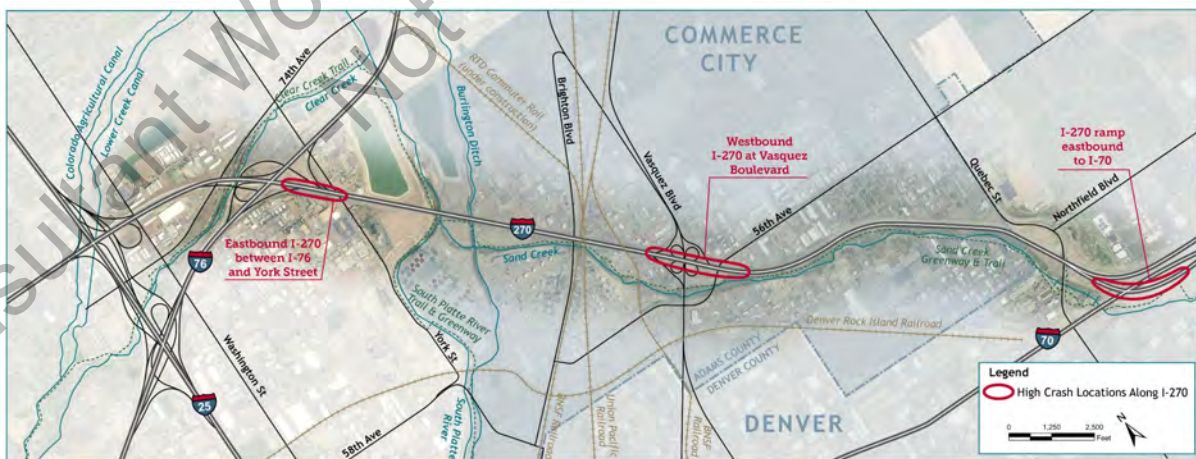 COMMERCE
CITY
Colorado Agricultural Canal
Lower Creek Canal
74th Ave
Clear Creek Trail
Clear Creek
RTD Commuter Rail
(under construction)
Burlington Ditch
Brighton Blvd
Vasquez Blvd
Westbound
I-270 at Vasquez
Boulevard
56th Ave
Quebec St
I-270 ramp
eastbound
to I-70
Northfield Blvd
Eastbound I-270
between I-76
and York Street
76
270
Sand Creek
Sand Creek
Greenway & Trail
South Platte River
Trail & Greenway
Denver Rock Island Railroad
ADAMS COUNTY
DENVER COUNTY
70
Washington St
25
York St
58th Ave
South Platte
River
BNSF Railroad
Union Pacific
Railroad
BNSF
Railroad
DENVER
Legend
High Crash Locations Along I-270
0 1,250 2,500
Feet
N